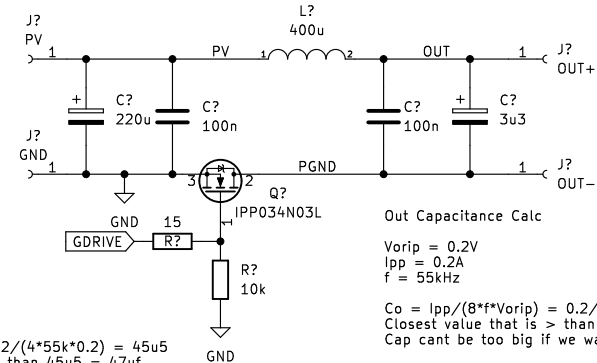 J?
PV
1
PV
L?
400u
1
2
OUT
1
J?
OUT+
+
C?
220u
C?
100n
C?
100n
+
C?
3u3
J?
GND
1
3
2
PGND
1
J?
OUT-
Q?
IPP034N03L
1
GND
GDRIVE
15
R?
R?
10k
GND
Out Capacitance Calc
Vorip = 0.2V
Ipp = 0.2A
f = 55kHz
Co = Ipp/(8*f*Vorip) = 0.2/
Closest value that is > than
Cap cant be too big if we
2/(4*55k*0.2) = 45u5
than 45u5 = 47uf